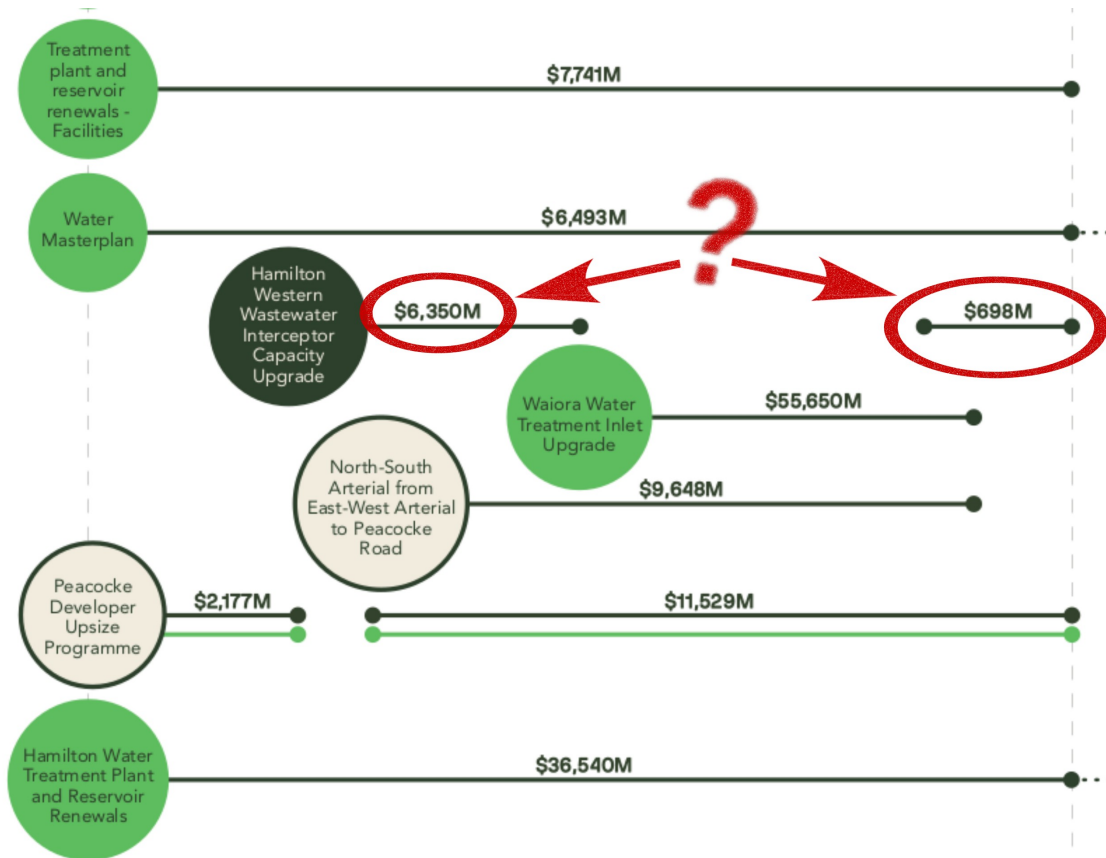 Treatment
plant and
reservoir
renewals -
Facilities
$7,741M
Water
Masterplan
$6,493M
?
Hamilton
Western
Wastewater
Interceptor
Capacity
Upgrade
$6,350M
$698M
Waiora Water
Treatment Inlet
Upgrade
$55,650M
North-South
Arterial from
East-West Arterial
to Peacocke
Road
$9,648M
Peacocke
Developer
Upsize
Programme
$2,177M
$11,529M
Hamilton Water
Treatment Plant
and Reservoir
Renewals
$36,540M